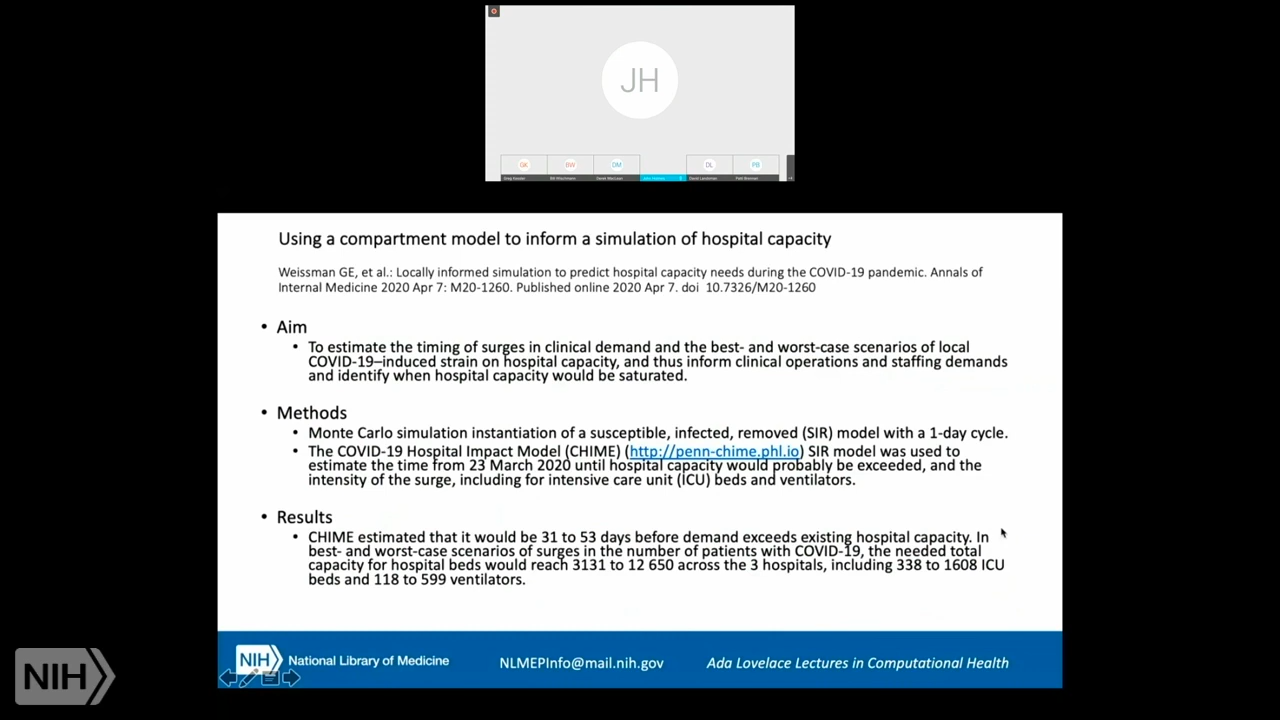 JH
GK
BW
DM
DL
PB
Using a compartment model to inform a simulation of hospital capacity
Weissman GE, et al.: Locally informed simulation to predict hospital capacity needs during the COVID-19 pandemic. Annals of
Internal Medicine 2020 Apr 7: M20-1260. Published online 2020 Apr 7. doi 10.7326/M20-1260
• Aim
• To estimate the timing of surges in clinical demand and the best- and worst-case scenarios of local
COVID-19–induced strain on hospital capacity, and thus inform clinical operations and staffing demands
and identify when hospital capacity would be saturated.
• Methods
• Monte Carlo simulation instantiation of a susceptible, infected, removed (SIR) model with a 1-day cycle.
• The COVID-19 Hospital Impact Model (CHIME) (http://penn-chime.phl.io) SIR model was used to
estimate the time from 23 March 2020 until hospital capacity would probably be exceeded, and the
intensity of the surge, including for intensive care unit (ICU) beds and ventilators.
• Results
• CHIME estimated that it would be 31 to 53 days before demand exceeds existing hospital capacity. In
best- and worst-case scenarios of surges in the number of patients with COVID-19, the needed total
capacity for hospital beds would reach 3131 to 12 650 across the 3 hospitals, including 338 to 1608 ICU
beds and 118 to 599 ventilators.
NIH National Library of Medicine
NLMEPInfo@mail.nih.gov
Ada Lovelace Lectures in Computational Health
NIH